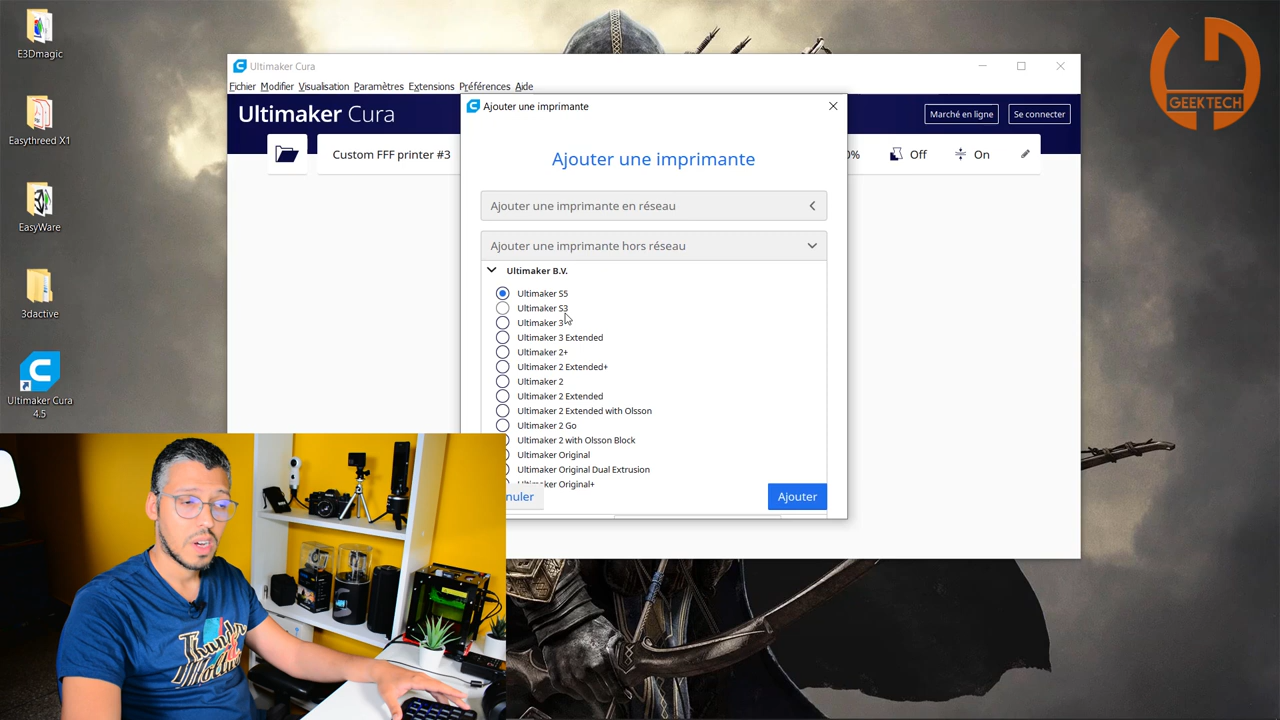 E3Dmagic
Easythreed X1
EasyWare
3dactive
Ultimaker Cura
4.5
Ultimaker Cura
Fichier Modifier Visualisation Paramètres Extensions Préférences Aide
Ultimaker Cura
Marché en ligne
Se connecter
Custom FFF printer #3
0%
Off
On
Ajouter une imprimante
Ajouter une imprimante
Ajouter une imprimante en réseau
Ajouter une imprimante hors réseau
Ultimaker B.V.
Ultimaker S5
Ultimaker S3
Ultimaker 3
Ultimaker 3 Extended
Ultimaker 2+
Ultimaker 2 Extended+
Ultimaker 2
Ultimaker 2 Extended
Ultimaker 2 Extended with Olsson
Ultimaker 2 Go
Ultimaker 2 with Olsson Block
Ultimaker Original
Ultimaker Original Dual Extrusion
ker Original+
nuler
Ajouter
GEEKTECH